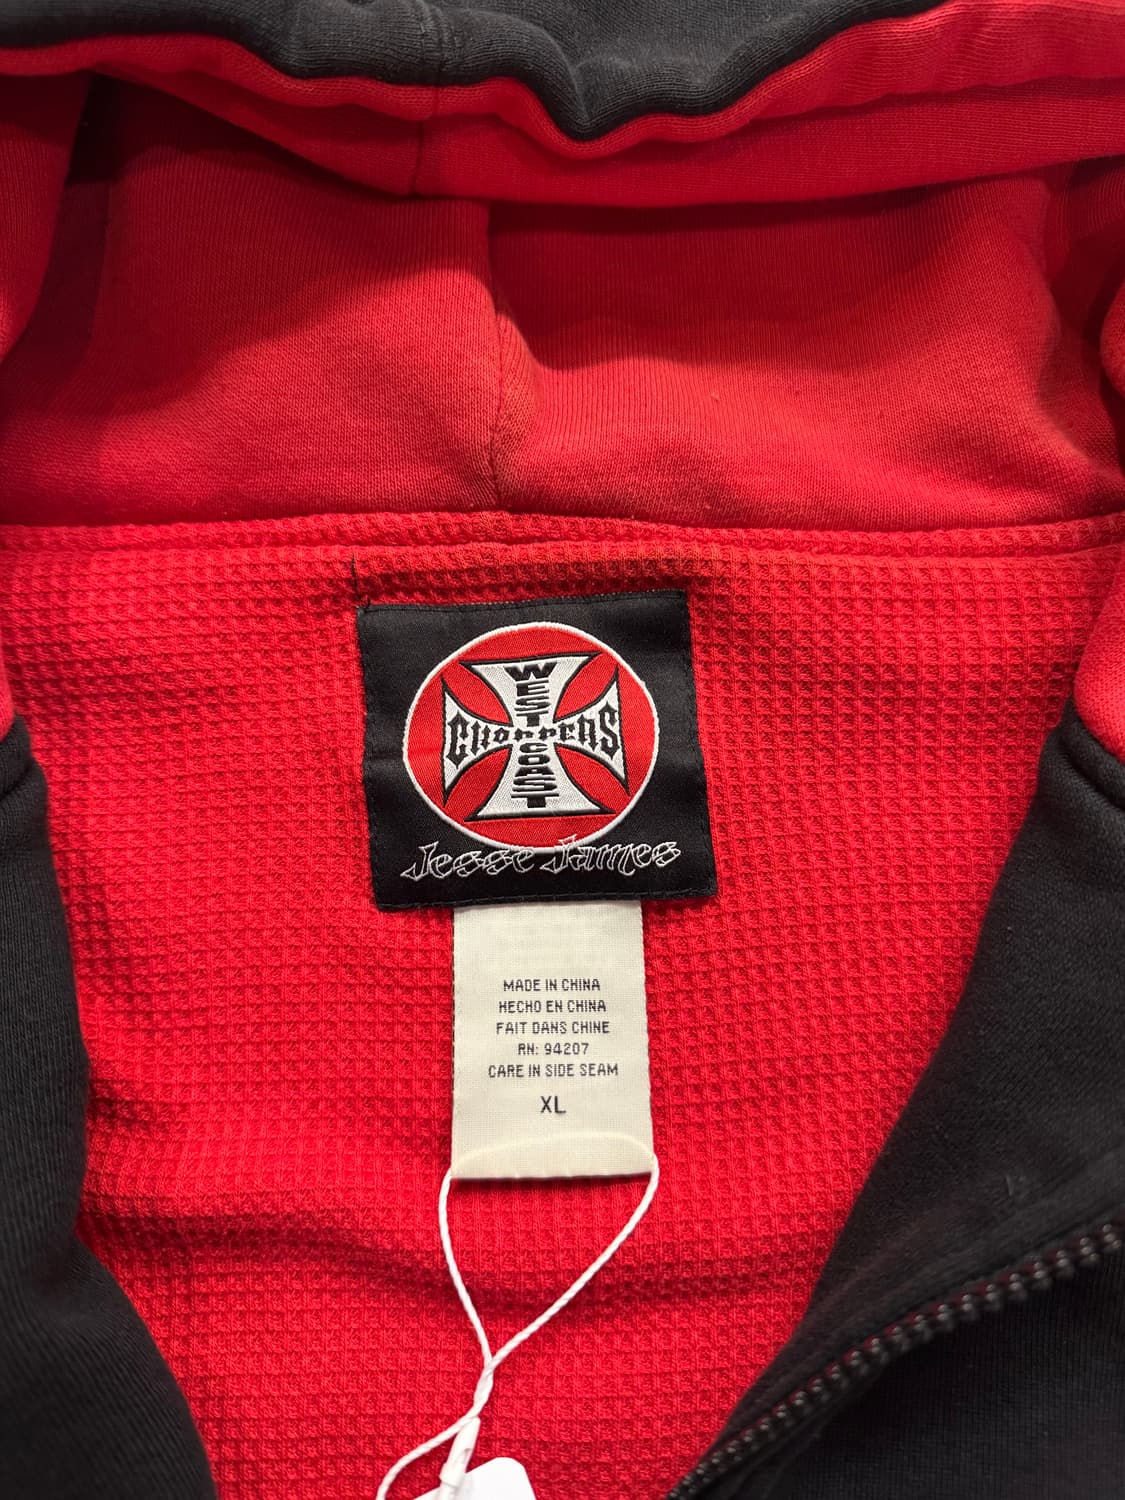 WEST COAST
CHOPPERS
Jesse James
MADE IN CHINA
HECHO EN CHINA
FAIT DANS CHINE
RN: 94207
CARE IN SIDE SEAM
XL